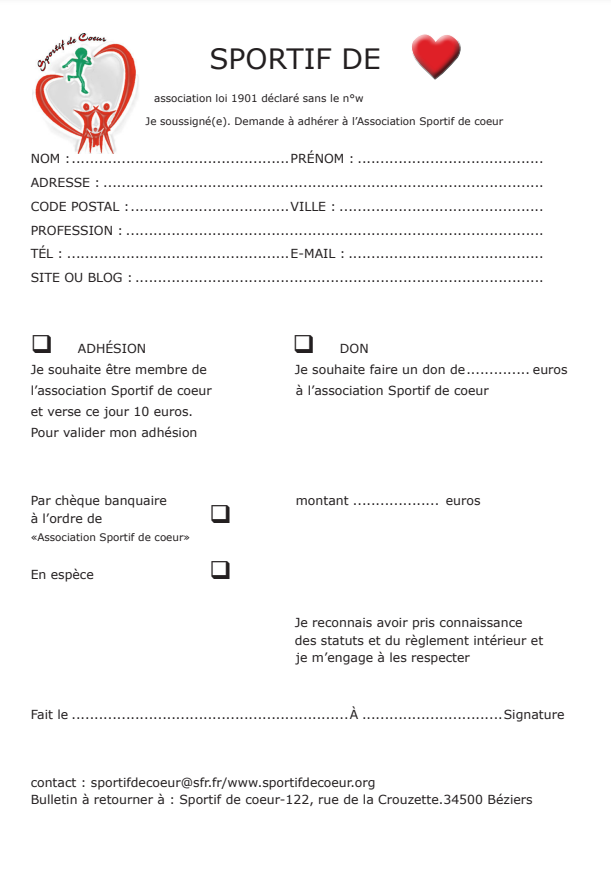 Sportif de Coeur
SPORTIF DE
association loi 1901 déclaré sans le n°w
Je soussigné(e). Demande à adhérer à l’Association Sportif de coeur
NOM :................................................PRÉNOM : .........................................
ADRESSE : .................................................................................................
CODE POSTAL :...................................VILLE : .............................................
PROFESSION : ............................................................................................
TÉL : .................................................E-MAIL : ...........................................
SITE OU BLOG : ..........................................................................................
❑ ADHÉSION
Je souhaite être membre de
l’association Sportif de coeur
et verse ce jour 10 euros.
Pour valider mon adhésion
❑ DON
Je souhaite faire un don de.............. euros
à l’association Sportif de coeur
Par chèque banquaire
à l’ordre de ❑
«Association Sportif de coeur»
En espèce ❑
montant ................... euros
Je reconnais avoir pris connaissance
des statuts et du règlement intérieur et
je m’engage à les respecter
Fait le .............................................................À ...............................Signature
contact : sportifdecoeur@sfr.fr/www.sportifdecoeur.org
Bulletin à retourner à : Sportif de coeur-122, rue de la Crouzette.34500 Béziers